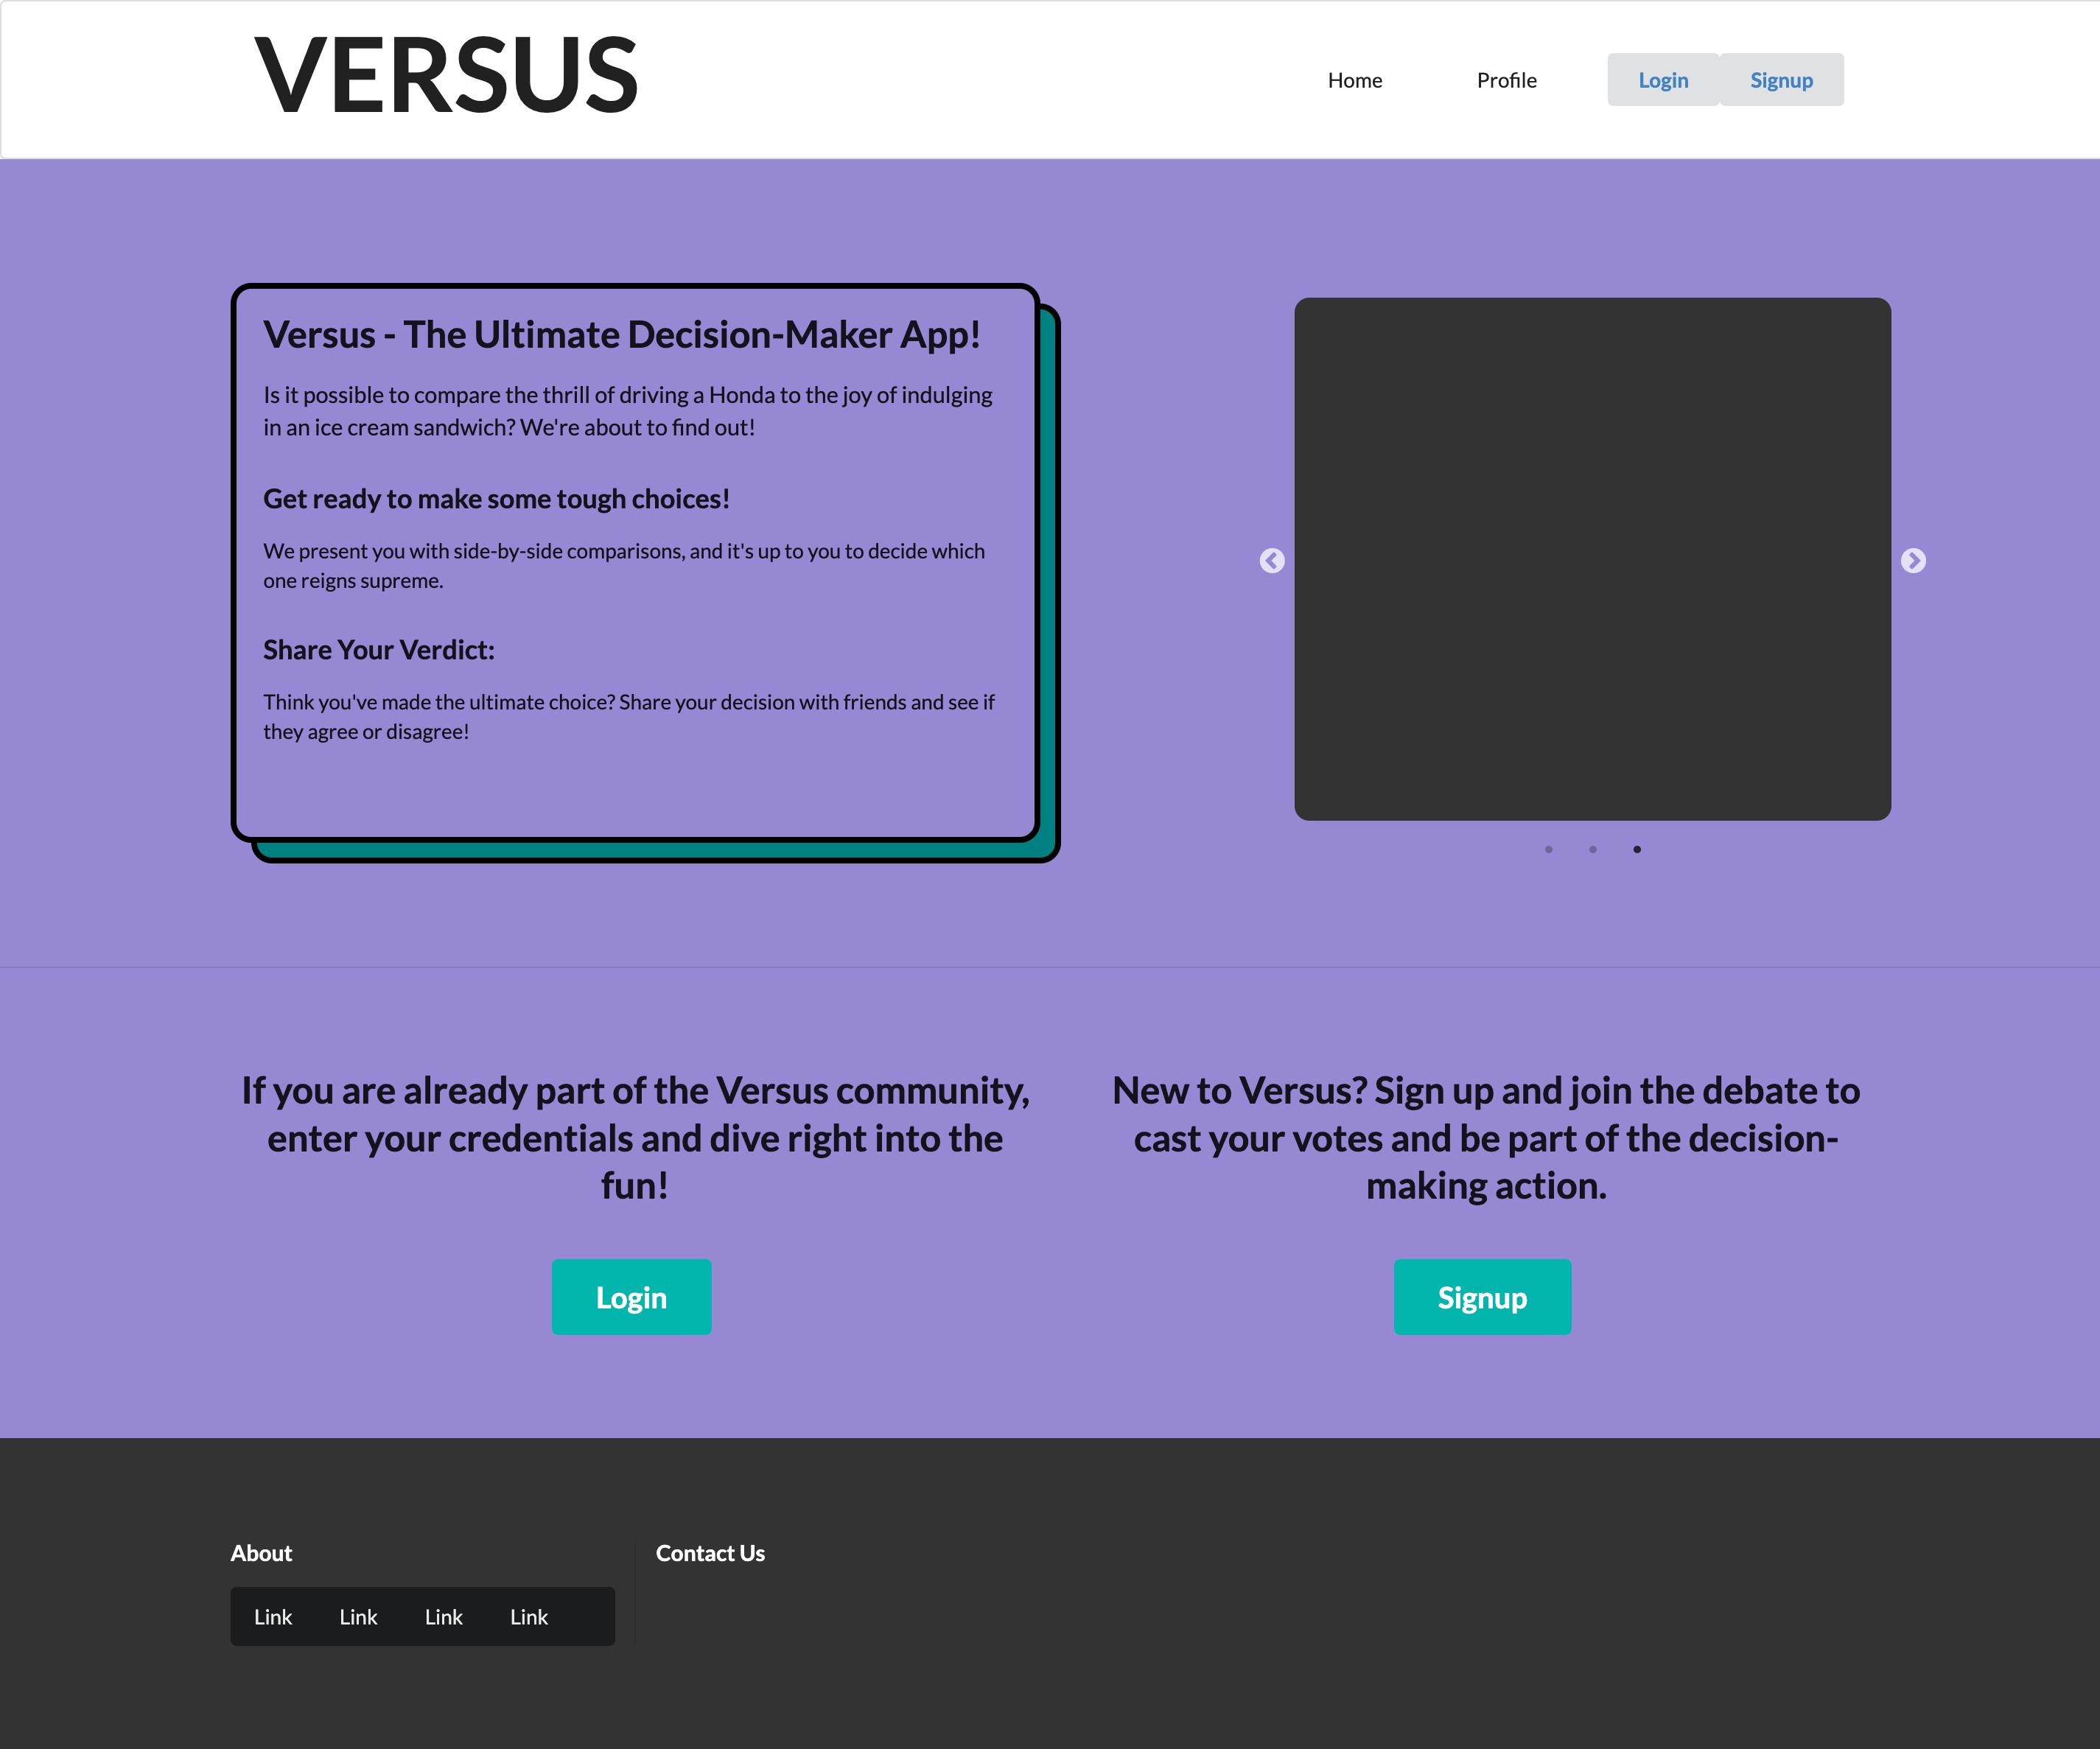 VERSUS
Home
Profile
Login
Signup
Versus - The Ultimate Decision-Maker App!
Is it possible to compare the thrill of driving a Honda to the joy of indulging
in an ice cream sandwich? We're about to find out!
Get ready to make some tough choices!
We present you with side-by-side comparisons, and it's up to you to decide which
one reigns supreme.
Share Your Verdict:
Think you've made the ultimate choice? Share your decision with friends and see if
they agree or disagree!
If you are already part of the Versus community,
enter your credentials and dive right into the
fun!
Login
New to Versus? Sign up and join the debate to
cast your votes and be part of the decision-
making action.
Signup
About
Link
Link
Link
Link
Contact Us